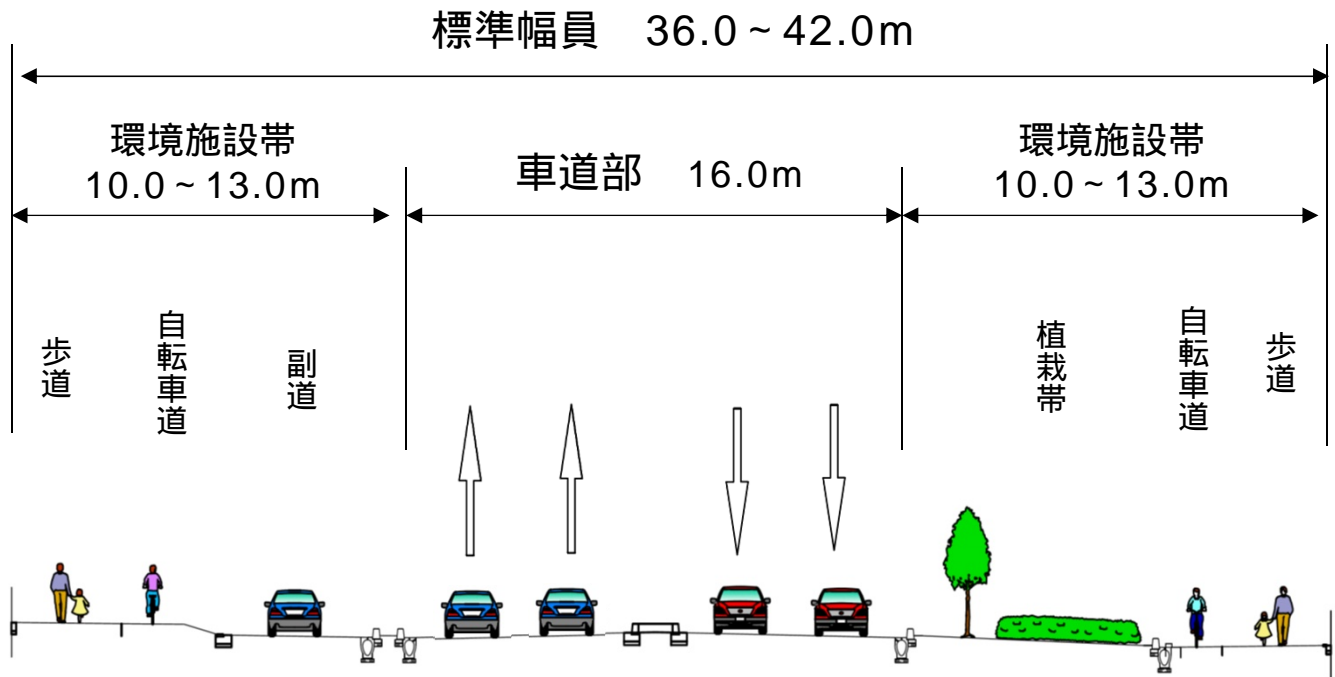 標準幅員　36.0～42.0m
環境施設帯
10.0～13.0m
車道部　16.0m
環境施設帯
10.0～13.0m
歩道
自転車道
副道
植栽帯
自転車道
歩道